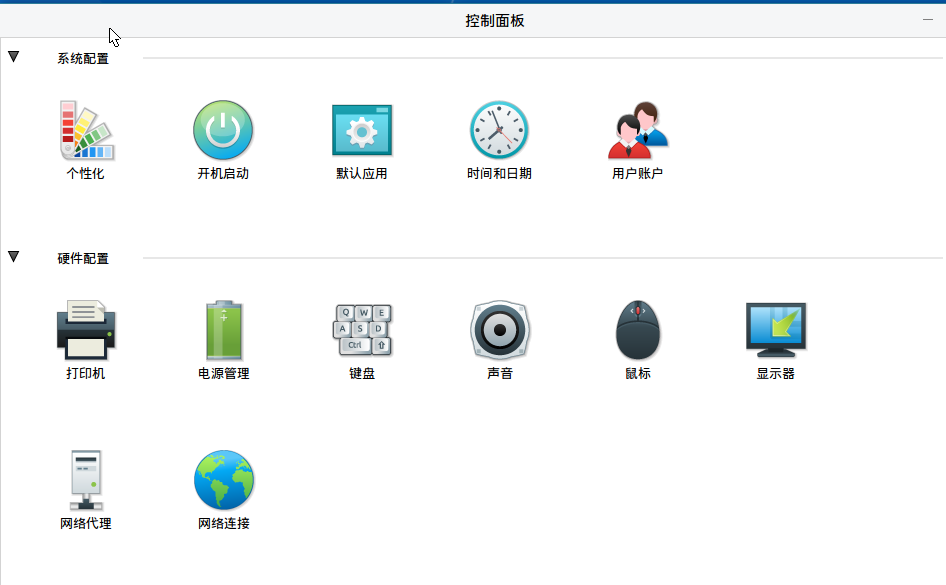 控制面板
系统配置
个性化 开机启动 默认应用 时间和日期 用户账户
硬件配置
Q W E
A S D
Ctrl
打印机 电源管理 键盘 声音 鼠标 显示器
网络代理 网络连接